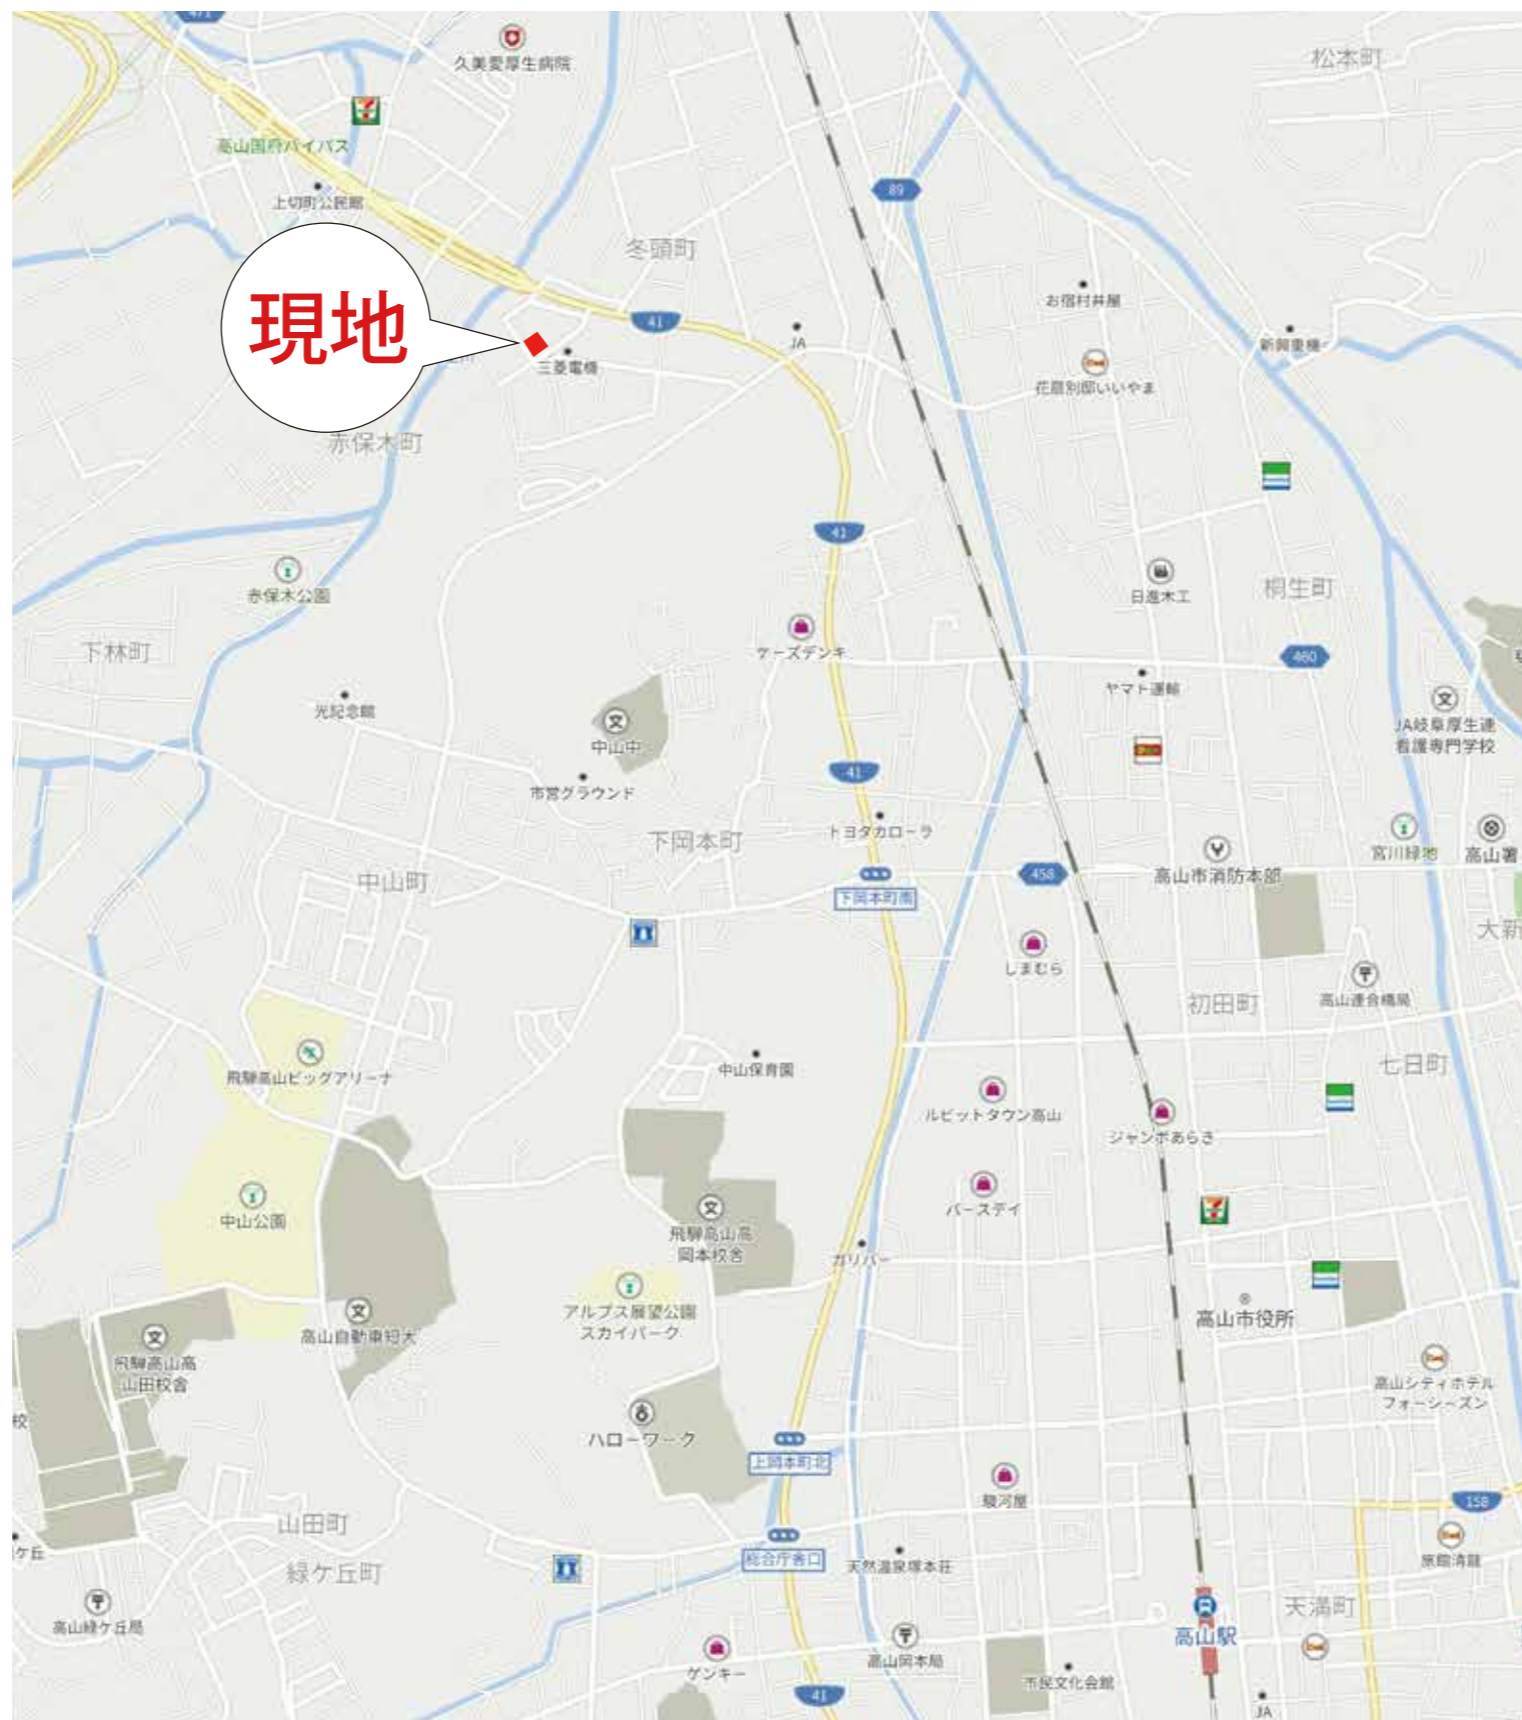 471
久美愛厚生病院
松本町
高山国府バイパス
89
上切町公民館
冬頭町
現地
お宿村井屋
41
JA
新興重機
三菱電機
花扇別邸いいやま
赤保木町
41
赤保木公園
日進木工
桐生町
下林町
ケーズデンキ
460
ヤマト運輸
光記念館
JA岐阜厚生連
看護専門学校
中山中
41
市営グラウンド
下岡本町
トヨタカローラ
宮川緑地
高山署
中山町
458
高山市消防本部
下岡本町南
大新
しまむら
初田町
高山連合橋局
七日町
中山保育園
飛騨高山ビッグアリーナ
ルビットタウン高山
ジャンボあらき
バースデイ
中山公園
飛騨高山高
岡本校舎
ガリバー
アルプス展望公園
スカイパーク
高山市役所
高山自動車短大
飛騨高山高
山田校舎
高山シティホテル
フォーシーズン
校
ハローワーク
上岡本町北
駿河屋
158
山田町
ケ丘
総合庁舎口
天然温泉塚本荘
旅館清龍
緑ケ丘町
天満町
高山緑ケ丘局
高山駅
高山岡本局
ゲンキー
市民文化会館
41
JA